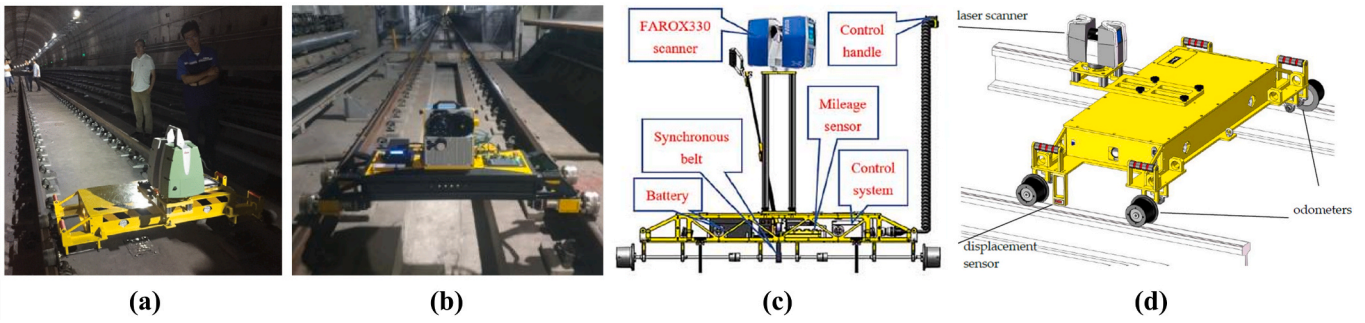 FAROX330
scanner
Control
handle
Mileage
sensor
Synchronous
belt
Battery
Control
system
laser scanner
odometers
displacement
sensor
(a)
(b)
(c)
(d)